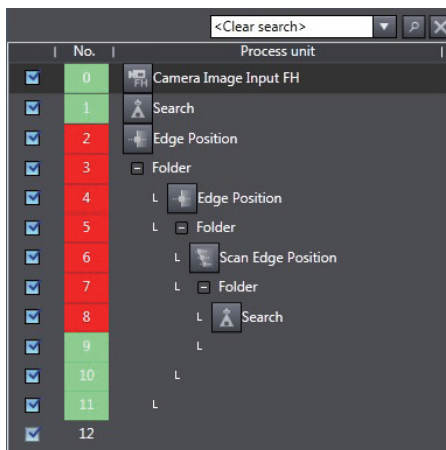 <Clear search>
No. Process unit
0 FH Camera Image Input FH
1 Search
2 Edge Position
3 Folder
4 Edge Position
5 Folder
6 Scan Edge Position
7 Folder
8 Search
9
10
11
12